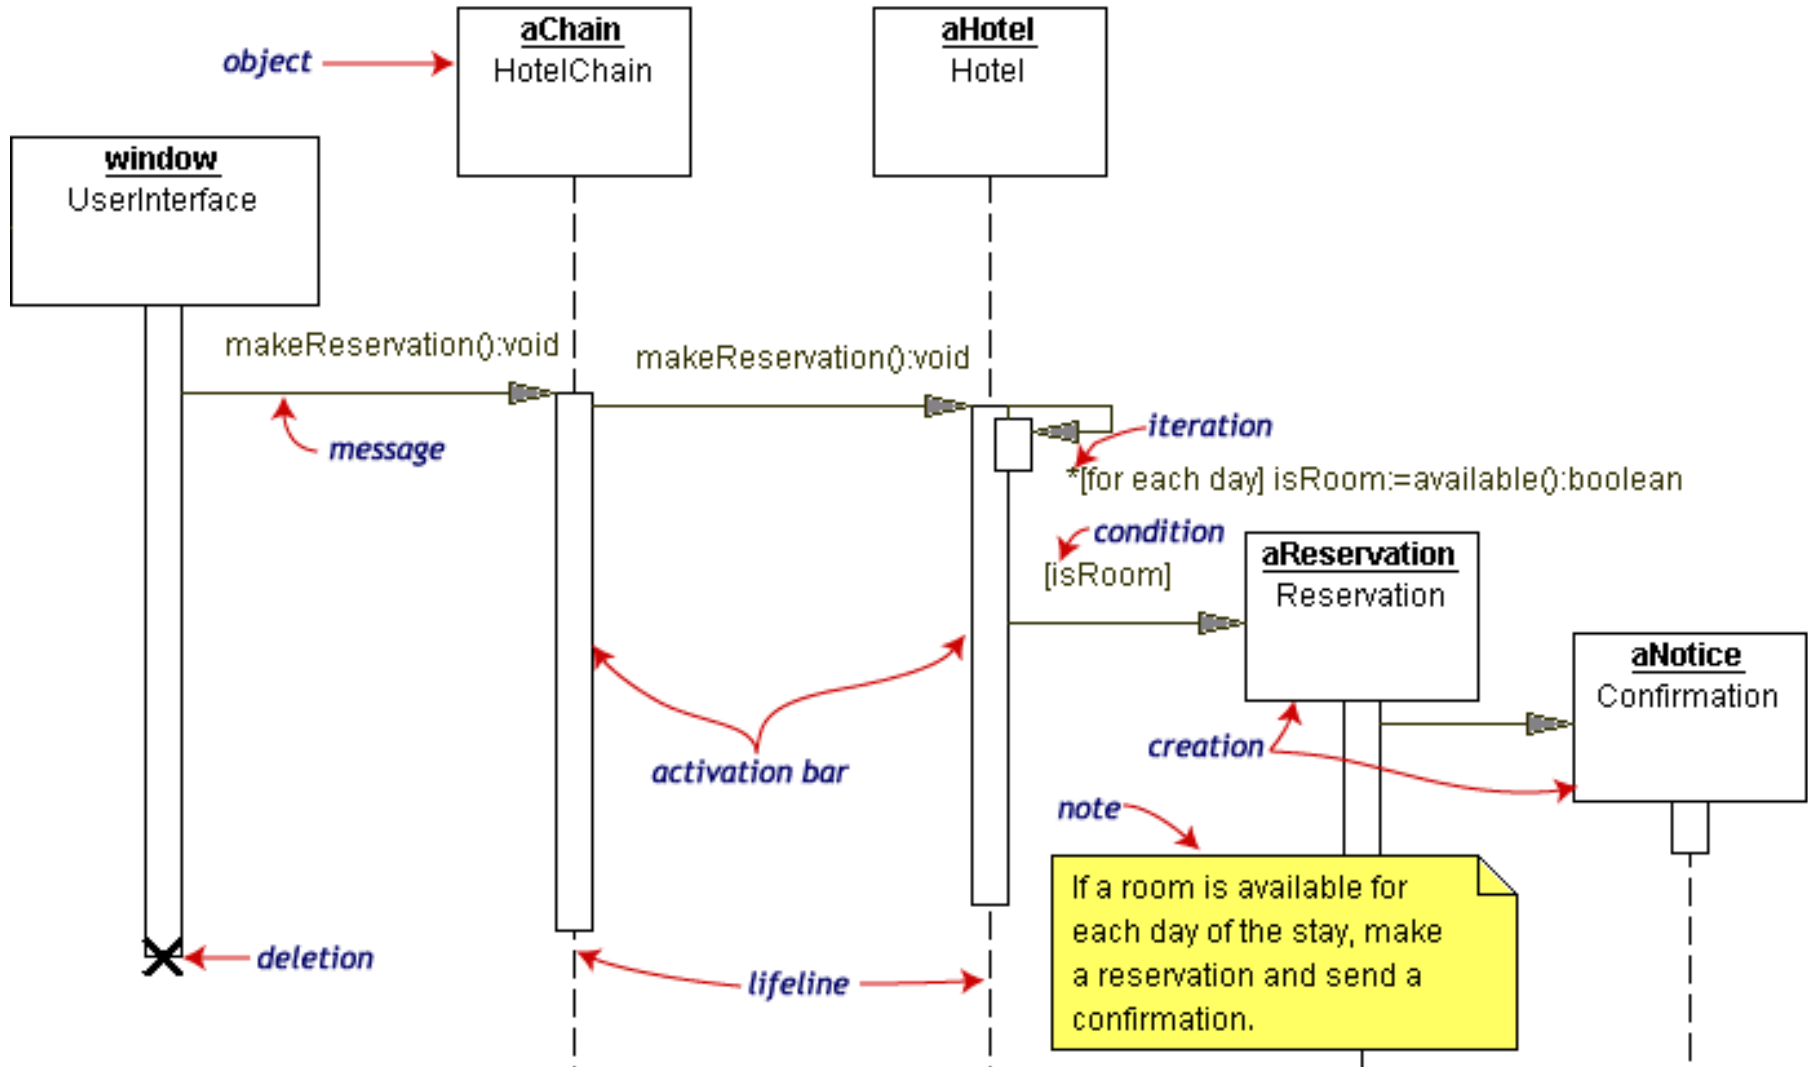 aChain
HotelChain
aHotel
Hotel
object
window
UserInterface
makeReservation():void
makeReservation():void
message
iteration
*[for each day] isRoom:=available():boolean
condition
[isRoom]
aReservation
Reservation
aNotice
Confirmation
activation bar
creation
note
If a room is available for
each day of the stay, make
a reservation and send a
confirmation.
deletion
lifeline